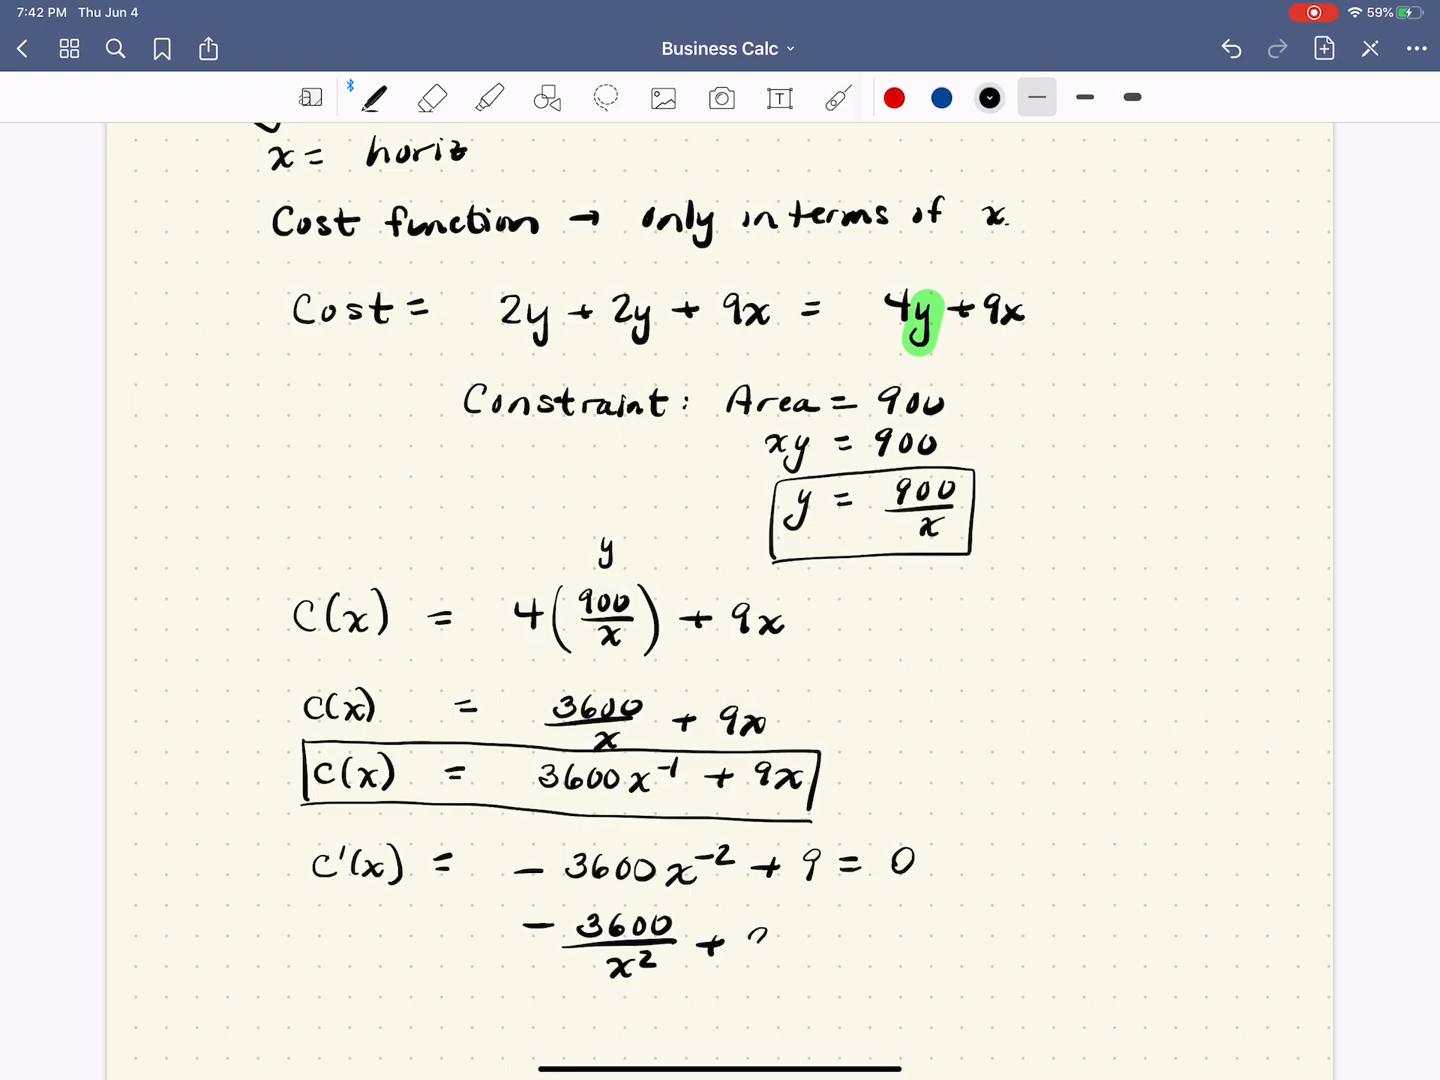 7:42 PM Thu Jun 4
59%
Business Calc
x = horiz
Cost function → only in terms of x.
Cost = 2y + 2y + 9x = 4y + 9x
Constraint: Area = 900
xy = 900
y = 900/x
y
C(x) = 4(900/x) + 9x
C(x) = 3600/x + 9x
C(x) = 3600x⁻¹ + 9x
C'(x) = - 3600x⁻² + 9 = 0
- 3600/x² +